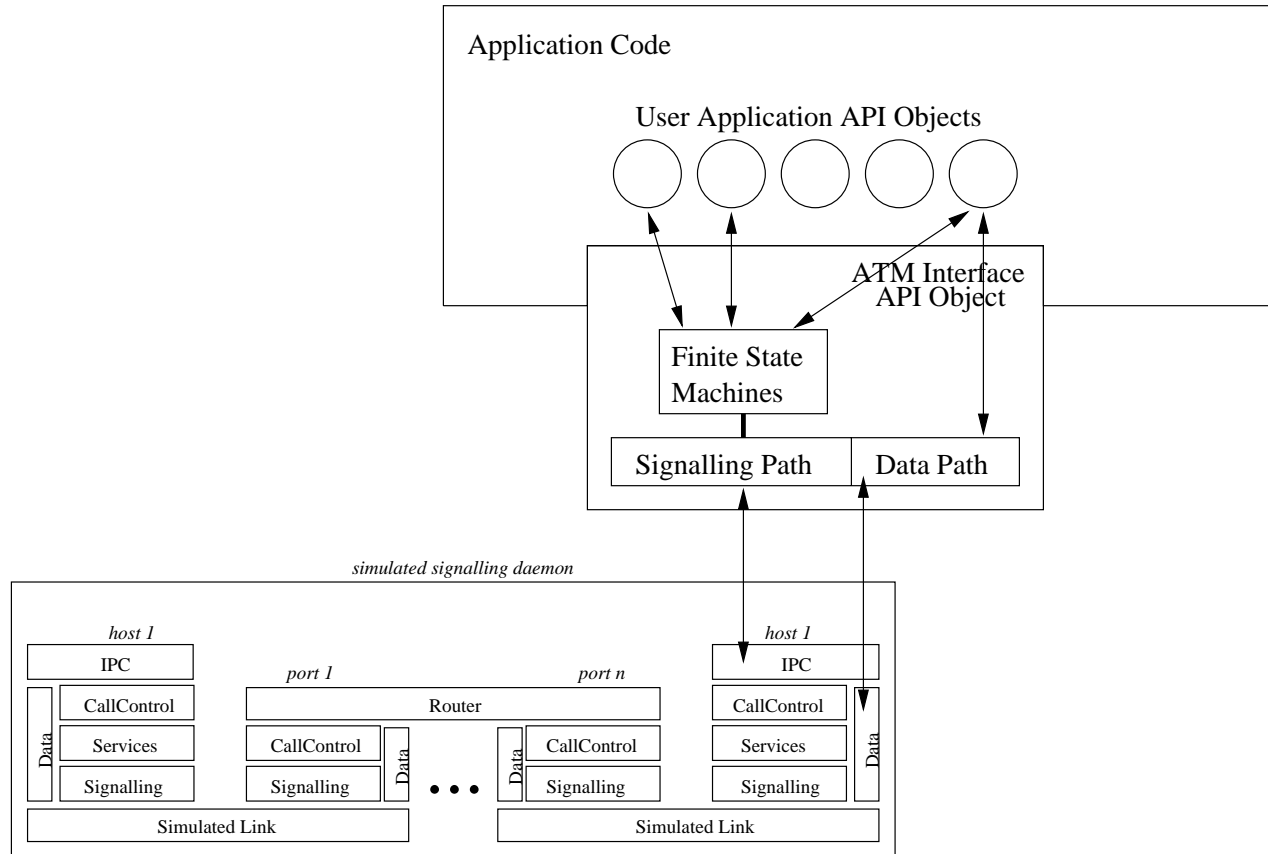 Application Code
User Application API Objects
ATM Interface
API Object
Finite State
Machines
Signalling Path
Data Path
simulated signalling daemon
host 1
IPC
Data
CallControl
Services
Signalling
Simulated Link
port 1
port n
Router
CallControl
Signalling
Data
Data
CallControl
Signalling
host 1
IPC
CallControl
Services
Signalling
Data
Simulated Link